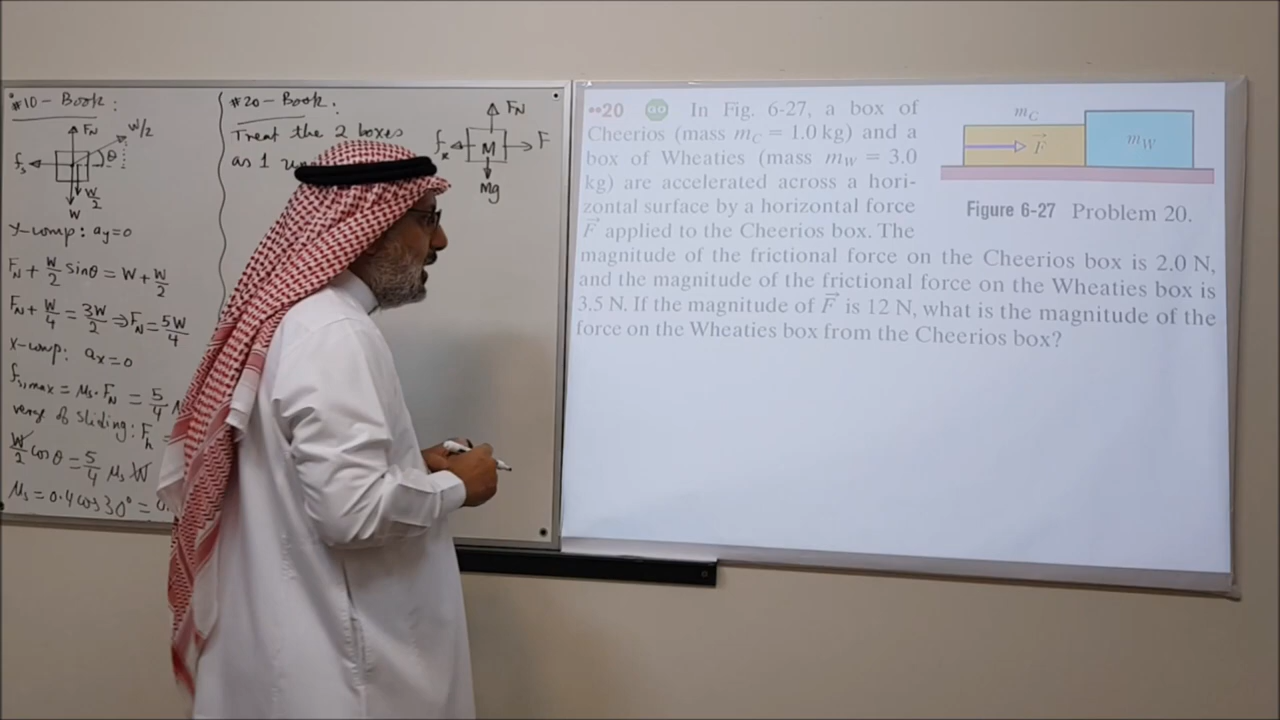 #10 - Book:
FN
W/2
fs
θ
W/2
W
y-comp: ay=0
FN + W/2 sinθ = W + W/2
FN + W/4 = 3W/2 ⇒ FN = 5W/4
x-comp: ax=0
fs,max = μs·FN = 5/4
verge of sliding: Fh
W/2 cosθ = 5/4 μs W
μs = 0.4 cos 30° =
#20 - Book.
Treat the 2 boxes
as 1
FN
M
F
Mg
••20 GO In Fig. 6-27, a box of
Cheerios (mass mC = 1.0 kg) and a
box of Wheaties (mass mW = 3.0
kg) are accelerated across a hori-
zontal surface by a horizontal force
F⃗ applied to the Cheerios box. The
magnitude of the frictional force on the Cheerios box is 2.0 N,
and the magnitude of the frictional force on the Wheaties box is
3.5 N. If the magnitude of F⃗ is 12 N, what is the magnitude of the
force on the Wheaties box from the Cheerios box?
mC
F⃗
mW
Figure 6-27 Problem 20.